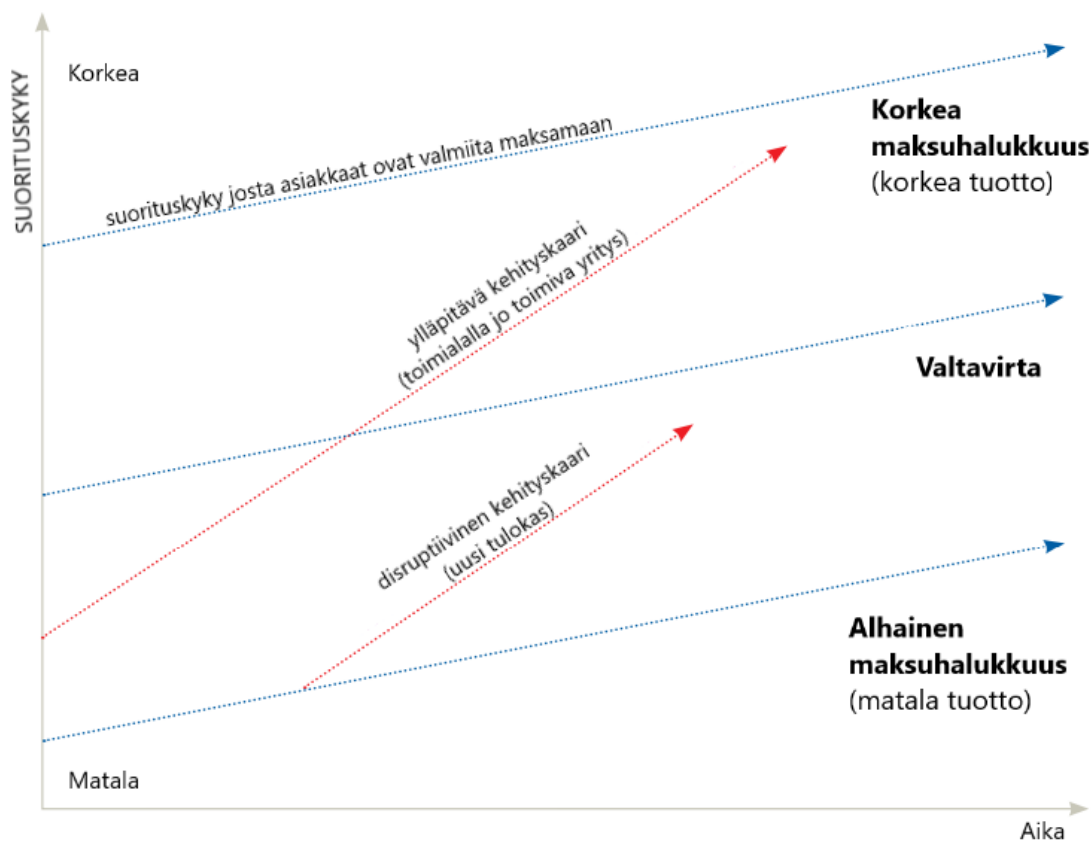 Korkea
SUORITUSKYKY
suorituskyky josta asiakkaat ovat valmiita maksamaan
Korkea
maksuhalukkuus
(korkea tuotto)
ylläpitävä kehityskaari
(toimialalla jo toimiva yritys)
Valtavirta
disruptiivinen kehityskaari
(uusi tulokas)
Alhainen
maksuhalukkuus
(matala tuotto)
Matala
Aika